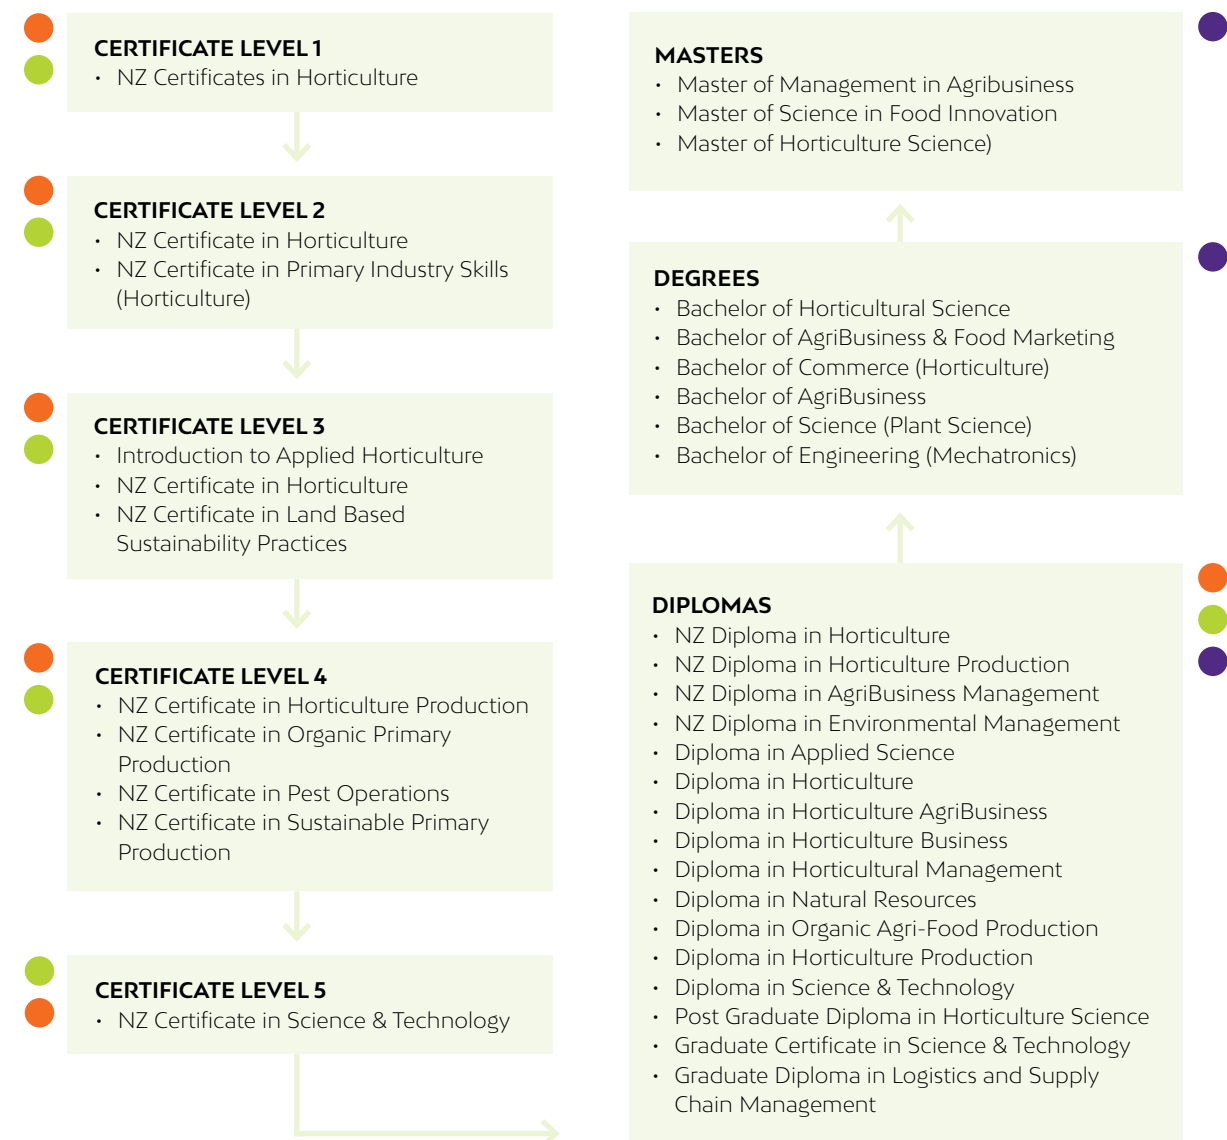 CERTIFICATE LEVEL 1
• NZ Certificates in Horticulture
CERTIFICATE LEVEL 2
• NZ Certificate in Horticulture
• NZ Certificate in Primary Industry Skills
(Horticulture)
CERTIFICATE LEVEL 3
• Introduction to Applied Horticulture
• NZ Certificate in Horticulture
• NZ Certificate in Land Based
Sustainability Practices
CERTIFICATE LEVEL 4
• NZ Certificate in Horticulture Production
• NZ Certificate in Organic Primary
Production
• NZ Certificate in Pest Operations
• NZ Certificate in Sustainable Primary
Production
CERTIFICATE LEVEL 5
• NZ Certificate in Science & Technology
MASTERS
• Master of Management in Agribusiness
• Master of Science in Food Innovation
• Master of Horticulture Science)
DEGREES
• Bachelor of Horticultural Science
• Bachelor of AgriBusiness & Food Marketing
• Bachelor of Commerce (Horticulture)
• Bachelor of AgriBusiness
• Bachelor of Science (Plant Science)
• Bachelor of Engineering (Mechatronics)
DIPLOMAS
• NZ Diploma in Horticulture
• NZ Diploma in Horticulture Production
• NZ Diploma in AgriBusiness Management
• NZ Diploma in Environmental Management
• Diploma in Applied Science
• Diploma in Horticulture
• Diploma in Horticulture AgriBusiness
• Diploma in Horticulture Business
• Diploma in Horticultural Management
• Diploma in Natural Resources
• Diploma in Organic Agri-Food Production
• Diploma in Horticulture Production
• Diploma in Science & Technology
• Post Graduate Diploma in Horticulture Science
• Graduate Certificate in Science & Technology
• Graduate Diploma in Logistics and Supply
Chain Management